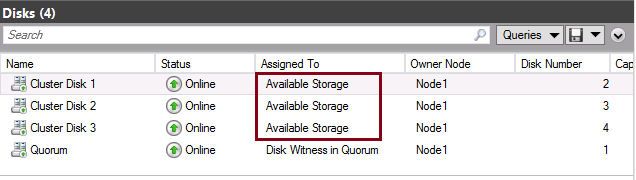 Disks (4)
Search Queries
Name Status Assigned To Owner Node Disk Number Cap
Cluster Disk 1 Online Available Storage Node1 2
Cluster Disk 2 Online Available Storage Node1 3
Cluster Disk 3 Online Available Storage Node1 4
Quorum Online Disk Witness in Quorum Node1 1